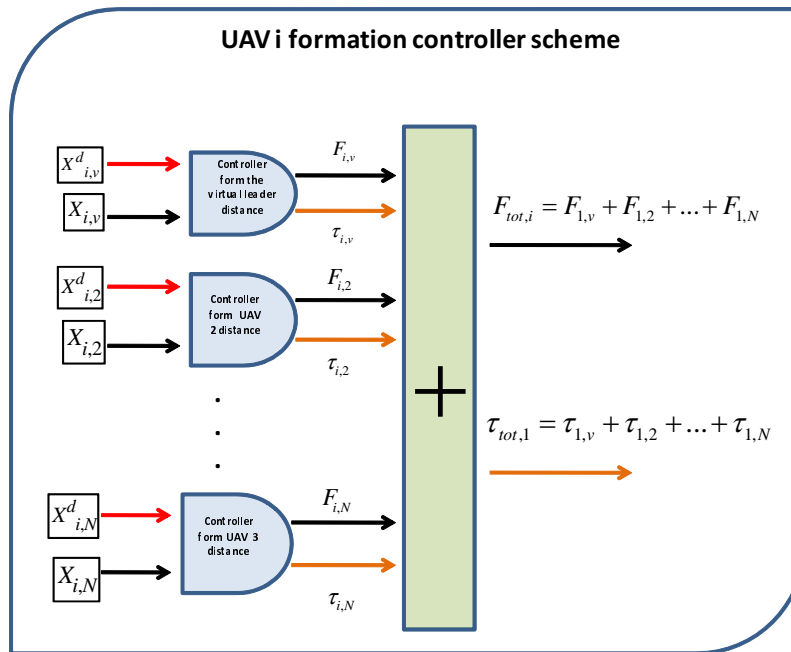 UAV i formation controller scheme
X^d_{i,v}
X_{i,v}
Controller
form the
virtual leader
distance
F_{i,v}
τ_{i,v}
X^d_{i,2}
X_{i,2}
Controller
form UAV
2 distance
F_{i,2}
τ_{i,2}
.
.
.
X^d_{i,N}
X_{i,N}
Controller
form UAV 3
distance
F_{i,N}
τ_{i,N}
+
F_{tot,i} = F_{1,v} + F_{1,2} + ... + F_{1,N}
τ_{tot,1} = τ_{1,v} + τ_{1,2} + ... + τ_{1,N}